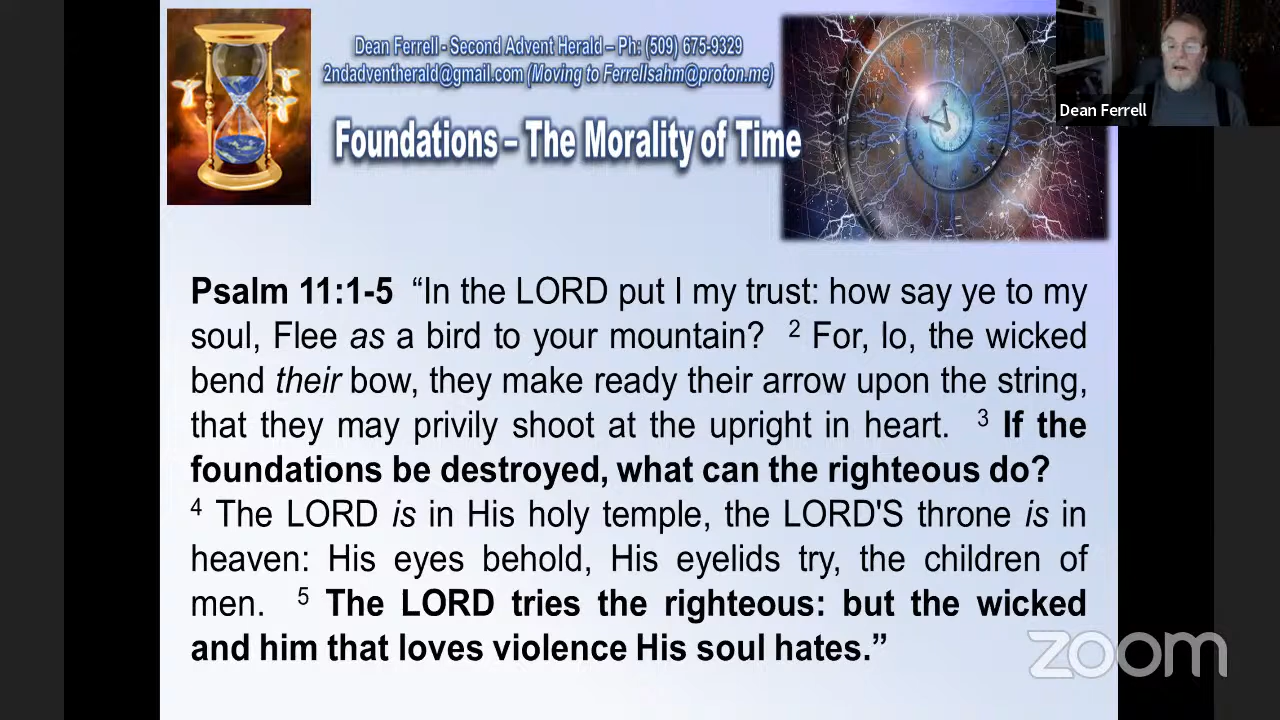 Dean Ferrell - Second Advent Herald – Ph: (509) 675-9329
2ndadventherald@gmail.com (Moving to Ferrellsahm@proton.me)
Foundations – The Morality of Time
Dean Ferrell
Psalm 11:1-5 “In the LORD put I my trust: how say ye to my
soul, Flee as a bird to your mountain? 2 For, lo, the wicked
bend their bow, they make ready their arrow upon the string,
that they may privily shoot at the upright in heart. 3 If the
foundations be destroyed, what can the righteous do?
4 The LORD is in His holy temple, the LORD'S throne is in
heaven: His eyes behold, His eyelids try, the children of
men. 5 The LORD tries the righteous: but the wicked
and him that loves violence His soul hates.”
zoom